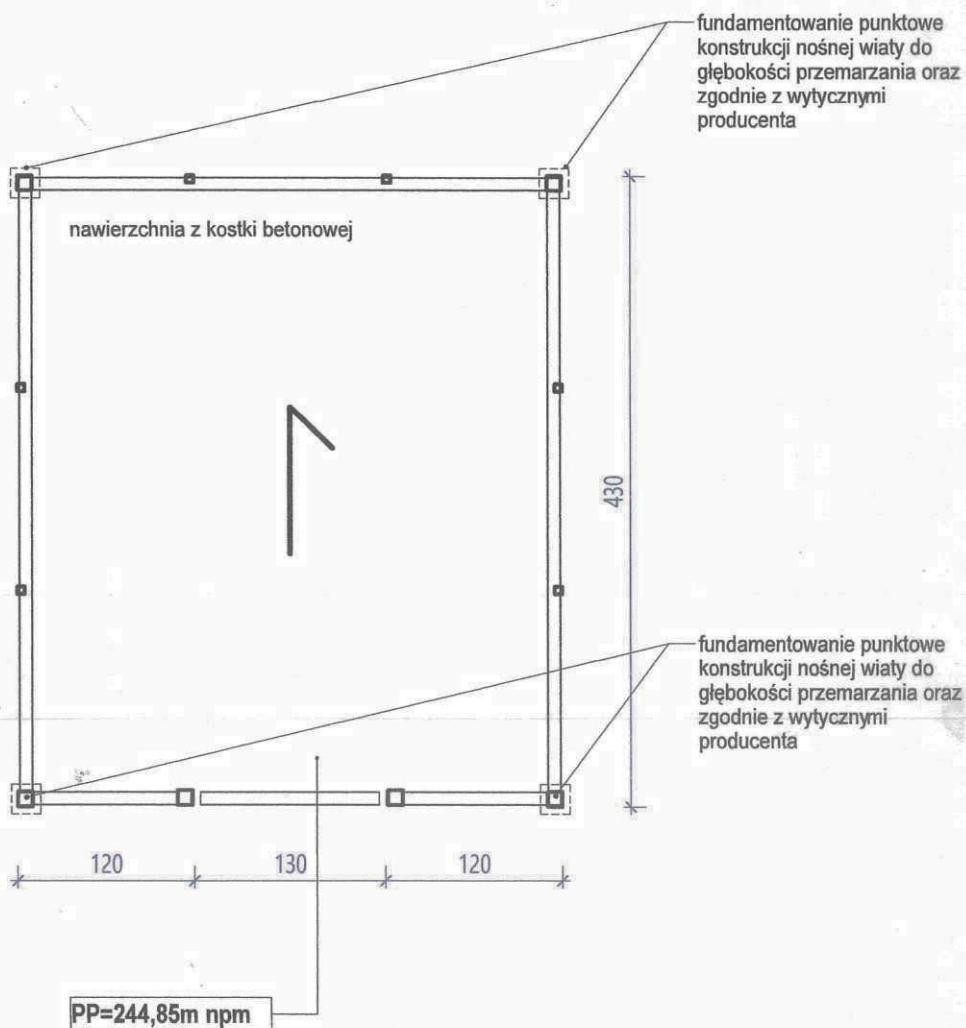 fundamentowanie punktowe
konstrukcji nośnej wiaty do
głębokości przemarzania oraz
zgodnie z wytycznymi
producenta
nawierzchnia z kostki betonowej
430
fundamentowanie punktowe
konstrukcji nośnej wiaty do
głębokości przemarzania oraz
zgodnie z wytycznymi
producenta
120
130
120
PP=244,85m npm